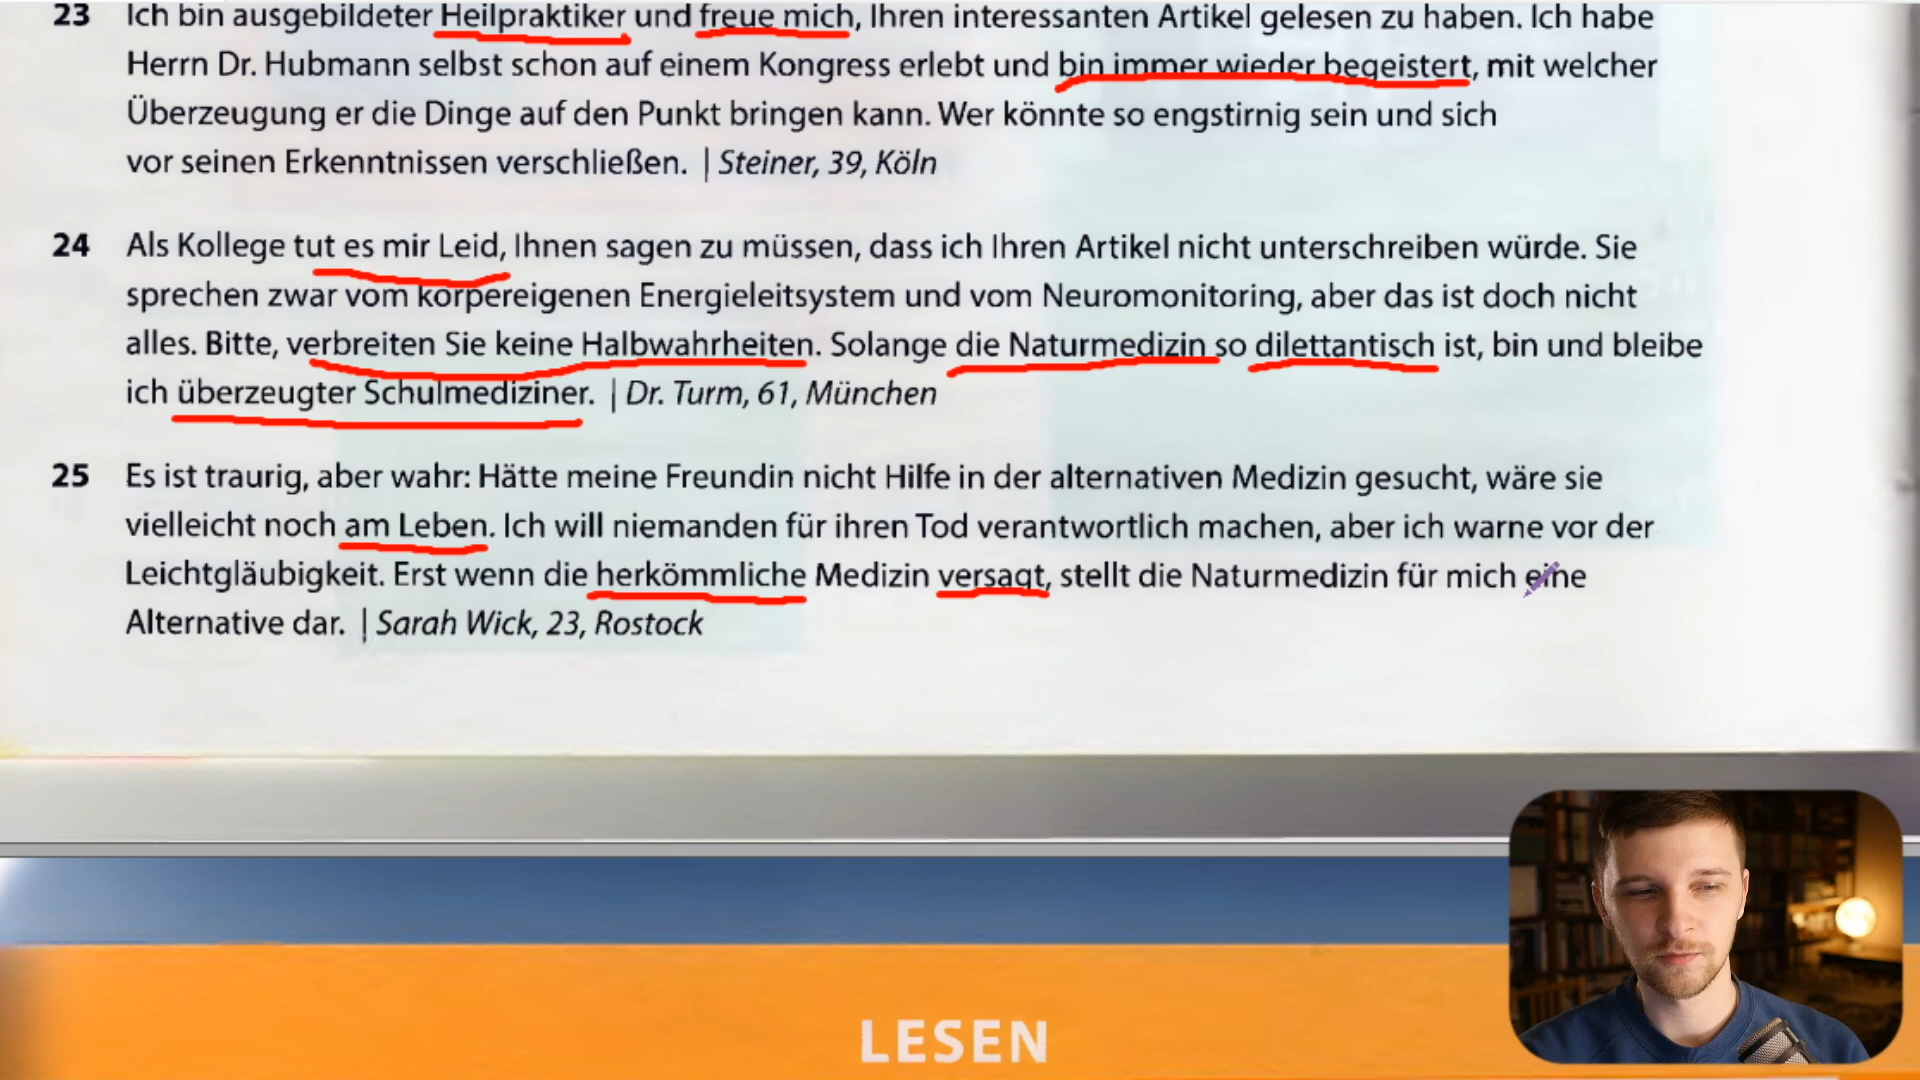 23 Ich bin ausgebildeter Heilpraktiker und freue mich, Ihren interessanten Artikel gelesen zu haben. Ich habe
Herrn Dr. Hubmann selbst schon auf einem Kongress erlebt und bin immer wieder begeistert, mit welcher
Überzeugung er die Dinge auf den Punkt bringen kann. Wer könnte so engstirnig sein und sich
vor seinen Erkenntnissen verschließen. | Steiner, 39, Köln
24 Als Kollege tut es mir Leid, Ihnen sagen zu müssen, dass ich Ihren Artikel nicht unterschreiben würde. Sie
sprechen zwar vom körpereigenen Energieleitsystem und vom Neuromonitoring, aber das ist doch nicht
alles. Bitte, verbreiten Sie keine Halbwahrheiten. Solange die Naturmedizin so dilettantisch ist, bin und bleibe
ich überzeugter Schulmediziner. | Dr. Turm, 61, München
25 Es ist traurig, aber wahr: Hätte meine Freundin nicht Hilfe in der alternativen Medizin gesucht, wäre sie
vielleicht noch am Leben. Ich will niemanden für ihren Tod verantwortlich machen, aber ich warne vor der
Leichtgläubigkeit. Erst wenn die herkömmliche Medizin versagt, stellt die Naturmedizin für mich eine
Alternative dar. | Sarah Wick, 23, Rostock
LESEN